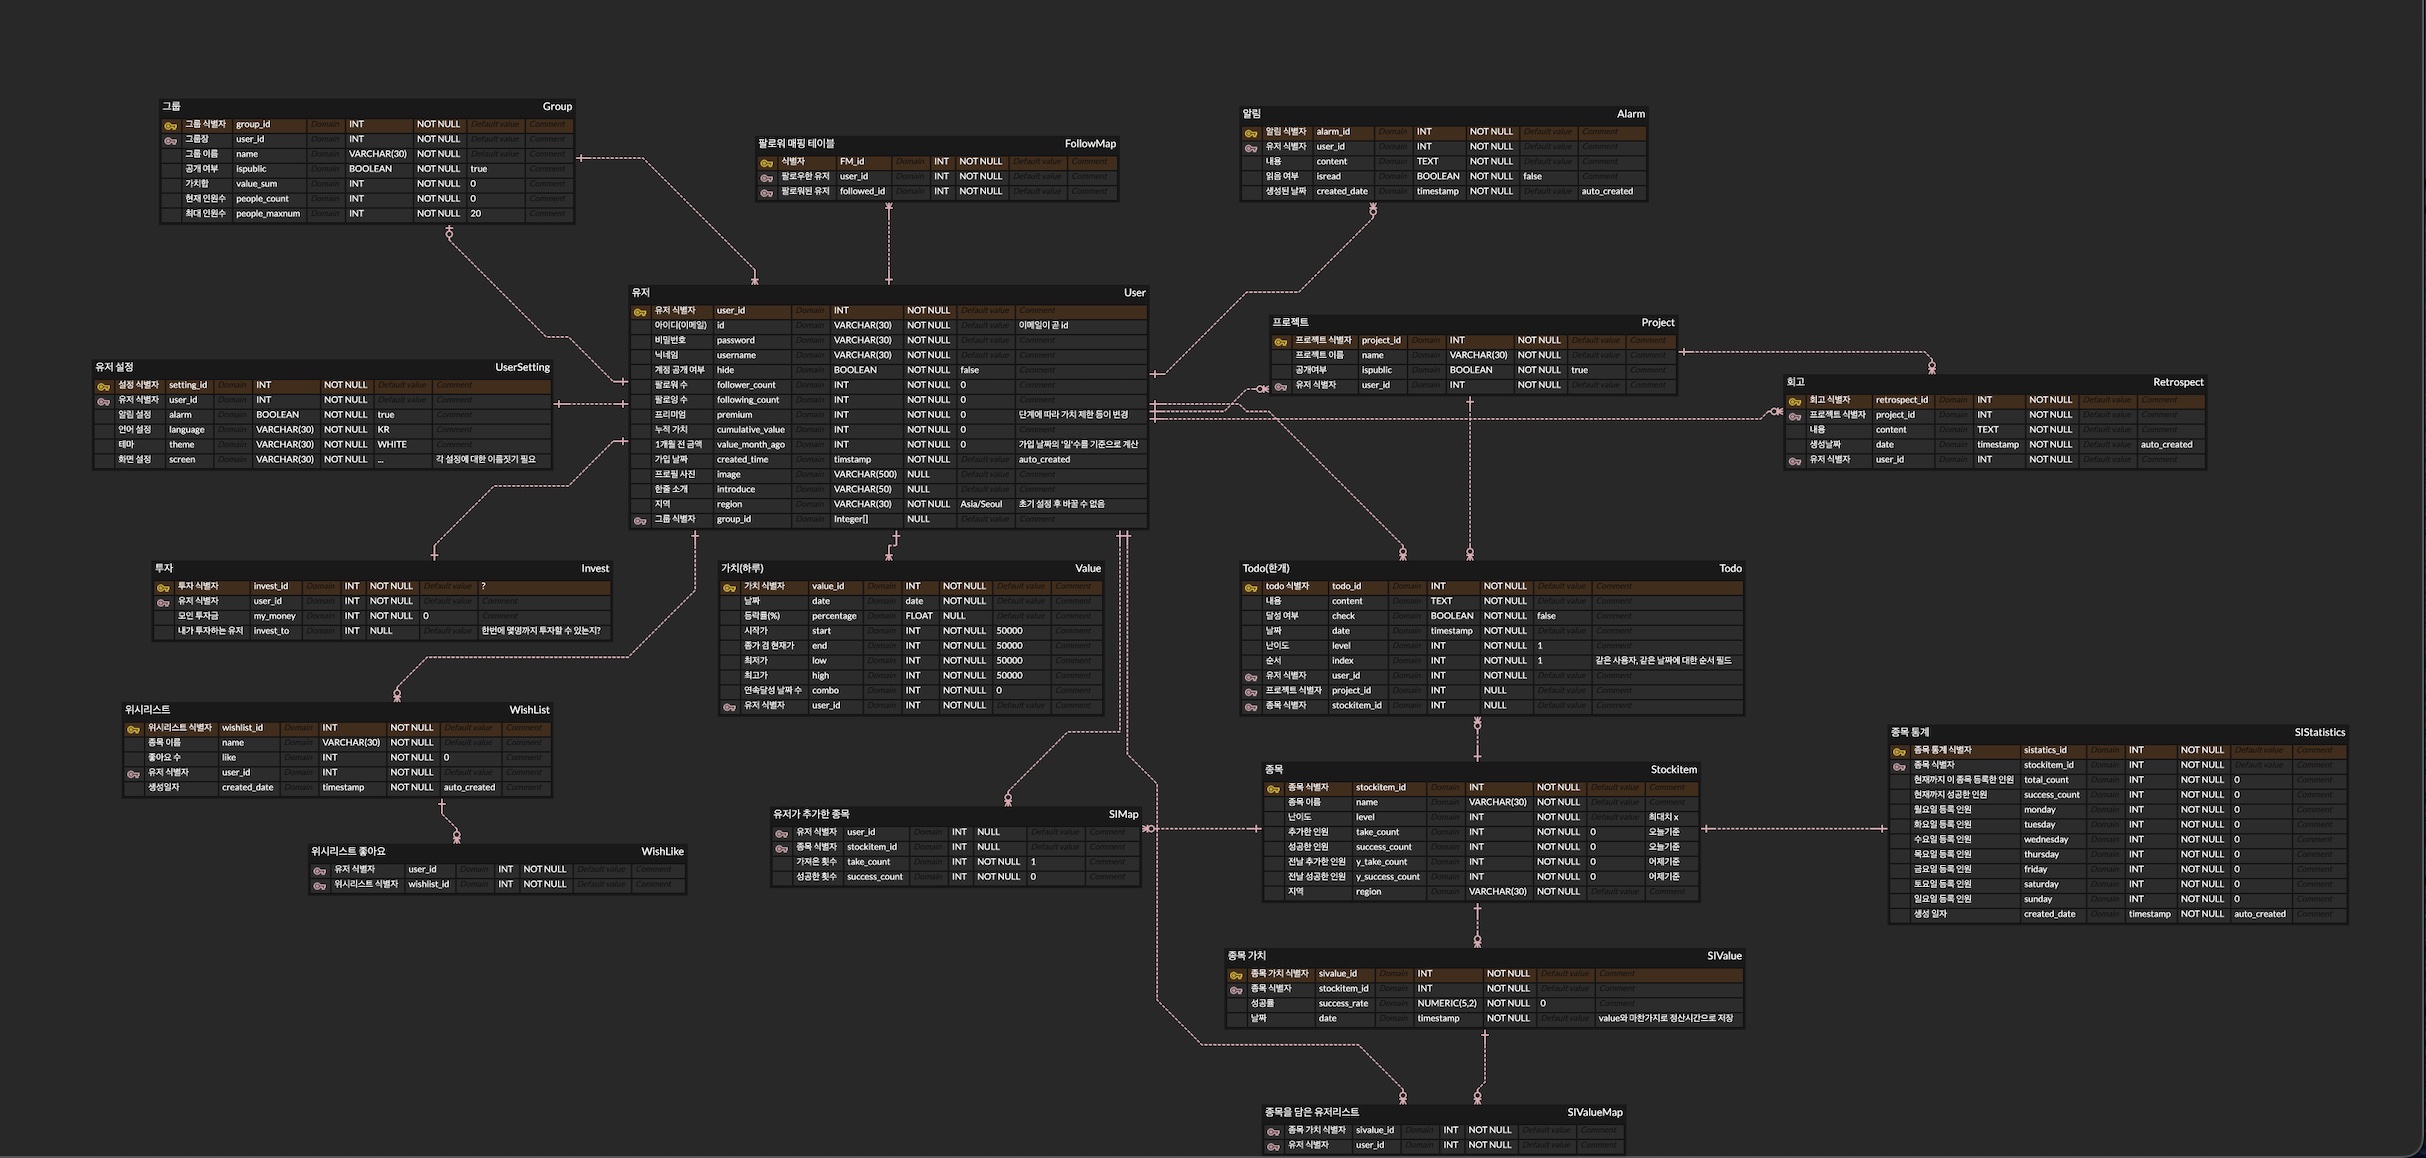 그룹 Group
그룹 식별자 group_id Domain INT NOT NULL Default value Comment
그룹장 user_id Domain INT NOT NULL Default value Comment
그룹 이름 name Domain VARCHAR(30) NOT NULL Default value Comment
공개 여부 ispublic Domain BOOLEAN NOT NULL true Comment
가치합 value_sum Domain INT NOT NULL 0 Comment
현재 인원수 people_count Domain INT NOT NULL 0 Comment
최대 인원수 people_maxnum Domain INT NOT NULL 20 Comment
팔로워 매핑 테이블 FollowMap
식별자 FM_id Domain INT NOT NULL Default value Comment
팔로우한 유저 user_id Domain INT NOT NULL Default value Comment
팔로워된 유저 followed_id Domain INT NOT NULL Default value Comment
알림 Alarm
알림 식별자 alarm_id Domain INT NOT NULL Default value Comment
유저 식별자 user_id Domain INT NOT NULL Default value Comment
내용 content Domain TEXT NOT NULL Default value Comment
읽음 여부 isread Domain BOOLEAN NOT NULL false Comment
생성된 날짜 created_date Domain timestamp NOT NULL Default value auto_created
유저 User
유저 식별자 user_id Domain INT NOT NULL Default value Comment
아이디(이메일) id Domain VARCHAR(30) NOT NULL Default value 이메일이 곧 id
비밀번호 password Domain VARCHAR(30) NOT NULL Default value Comment
닉네임 username Domain VARCHAR(30) NOT NULL Default value Comment
계정 공개 여부 hide Domain BOOLEAN NOT NULL false Comment
팔로워 수 follower_count Domain INT NOT NULL 0 Comment
팔로잉 수 following_count Domain INT NOT NULL 0 Comment
프리미엄 premium Domain INT NOT NULL 0 단계에 따라 가치 제한 등이 변경
누적 가치 cumulative_value Domain INT NOT NULL 0 Comment
1개월 전 금액 value_month_ago Domain INT NOT NULL 0 가입 날짜의 '일'수를 기준으로 계산
가입 날짜 created_time Domain timstamp NOT NULL Default value auto_created
프로필 사진 image Domain VARCHAR(500) NULL Default value Comment
한줄 소개 introduce Domain VARCHAR(50) NULL Default value Comment
지역 region Domain VARCHAR(30) NOT NULL Asia/Seoul 초기 설정 후 바꿀 수 없음
그룹 식별자 group_id Domain Integer[] NULL Default value Comment
프로젝트 Project
프로젝트 식별자 project_id Domain INT NOT NULL Default value Comment
프로젝트 이름 name Domain VARCHAR(30) NOT NULL Default value Comment
공개여부 ispublic Domain BOOLEAN NOT NULL true Comment
유저 식별자 user_id Domain INT NOT NULL Default value Comment
유저 설정 UserSetting
설정 식별자 setting_id Domain INT NOT NULL Default value Comment
유저 식별자 user_id Domain INT NOT NULL Default value Comment
알림 설정 alarm Domain BOOLEAN NOT NULL true Comment
언어 설정 language Domain VARCHAR(30) NOT NULL KR Comment
테마 theme Domain VARCHAR(30) NOT NULL WHITE Comment
화면 설정 screen Domain VARCHAR(30) NOT NULL ... 각 설정에 대한 이름짓기 필요
회고 Retrospect
회고 식별자 retrospect_id Domain INT NOT NULL Default value Comment
프로젝트 식별자 project_id Domain INT NOT NULL Default value Comment
내용 content Domain TEXT NOT NULL Default value Comment
생성날짜 date Domain timestamp NOT NULL Default value auto_created
유저 식별자 user_id Domain INT NOT NULL Default value Comment
투자 Invest
투자 식별자 invest_id Domain INT NOT NULL Default value ?
유저 식별자 user_id Domain INT NOT NULL Default value Comment
모인 투자금 my_money Domain INT NOT NULL 0 Comment
내가 투자하는 유저 invest_to Domain INT NULL Default value 한번에 몇명까지 투자할 수 있는지?
가치(하루) Value
가치 식별자 value_id Domain INT NOT NULL Default value Comment
날짜 date Domain date NOT NULL Default value Comment
등락률(%) percentage Domain FLOAT NULL Default value Comment
시작가 start Domain INT NOT NULL 50000 Comment
종가 겸 현재가 end Domain INT NOT NULL 50000 Comment
최저가 low Domain INT NOT NULL 50000 Comment
최고가 high Domain INT NOT NULL 50000 Comment
연속달성 날짜 수 combo Domain INT NOT NULL 0 Comment
유저 식별자 user_id Domain INT NOT NULL Default value Comment
Todo(한개) Todo
todo 식별자 todo_id Domain INT NOT NULL Default value Comment
내용 content Domain TEXT NOT NULL Default value Comment
달성 여부 check Domain BOOLEAN NOT NULL false Comment
날짜 date Domain timestamp NOT NULL Default value Comment
난이도 level Domain INT NOT NULL 1 Comment
순서 index Domain INT NOT NULL 1 같은 사용자, 같은 날짜에 대한 순서 필드
유저 식별자 user_id Domain INT NOT NULL Default value Comment
프로젝트 식별자 project_id Domain INT NULL Default value Comment
종목 식별자 stockitem_id Domain INT NULL Default value Comment
위시리스트 WishList
위시리스트 식별자 wishlist_id Domain INT NOT NULL Default value Comment
종목 이름 name Domain VARCHAR(30) NOT NULL Default value Comment
좋아요 수 like Domain INT NOT NULL 0 Comment
유저 식별자 user_id Domain INT NOT NULL Default value Comment
생성일자 created_date Domain timestamp NOT NULL auto_created Comment
위시리스트 좋아요 WishLike
유저 식별자 user_id Domain INT NOT NULL Default value Comment
위시리스트 식별자 wishlist_id Domain INT NOT NULL Default value Comment
유저가 추가한 종목 SIMap
유저 식별자 user_id Domain INT NULL Default value Comment
종목 식별자 stockitem_id Domain INT NULL Default value Comment
가져온 횟수 take_count Domain INT NOT NULL 1 Comment
성공한 횟수 success_count Domain INT NOT NULL 0 Comment
종목 Stockitem
종목 식별자 stockitem_id Domain INT NOT NULL Default value Comment
종목 이름 name Domain VARCHAR(30) NOT NULL Default value Comment
난이도 level Domain INT NOT NULL Default value 최대치 x
추가한 인원 take_count Domain INT NOT NULL 0 오늘기준
성공한 인원 success_count Domain INT NOT NULL 0 오늘기준
전날 추가한 인원 y_take_count Domain INT NOT NULL 0 어제기준
전날 성공한 인원 y_success_count Domain INT NOT NULL 0 어제기준
지역 region Domain VARCHAR(30) NOT NULL Default value Comment
종목 통계 SIStatistics
종목 통계 식별자 sistatics_id Domain INT NOT NULL Default value Comment
종목 식별자 stockitem_id Domain INT NOT NULL Default value Comment
현재까지 이 종목 등록한 인원 total_count Domain INT NOT NULL 0 Comment
현재까지 성공한 인원 success_count Domain INT NOT NULL 0 Comment
월요일 등록 인원 monday Domain INT NOT NULL 0 Comment
화요일 등록 인원 tuesday Domain INT NOT NULL 0 Comment
수요일 등록 인원 wednesday Domain INT NOT NULL 0 Comment
목요일 등록 인원 thursday Domain INT NOT NULL 0 Comment
금요일 등록 인원 friday Domain INT NOT NULL 0 Comment
토요일 등록 인원 saturday Domain INT NOT NULL 0 Comment
일요일 등록 인원 sunday Domain INT NOT NULL 0 Comment
생성 일자 created_date Domain timestamp NOT NULL auto_created Comment
종목 가치 SIValue
종목 가치 식별자 sivalue_id Domain INT NOT NULL Default value Comment
종목 식별자 stockitem_id Domain INT NOT NULL Default value Comment
성공률 success_rate Domain NUMERIC(5,2) NOT NULL 0 Comment
날짜 date Domain timestamp NOT NULL Default value value와 마찬가지로 정산시간으로 저장
종목을 담은 유저리스트 SIValueMap
종목 가치 식별자 sivalue_id Domain INT NOT NULL Default value Comment
유저 식별자 user_id Domain INT NOT NULL Default value Comment